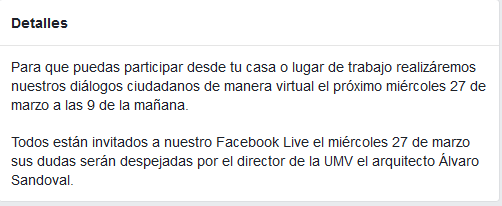 Detalles
Para que puedas participar desde tu casa o lugar de trabajo realizáremos
nuestros diálogos ciudadanos de manera virtual el próximo miércoles 27 de
marzo a las 9 de la mañana.
Todos están invitados a nuestro Facebook Live el miércoles 27 de marzo
sus dudas serán despejadas por el director de la UMV el arquitecto Álvaro
Sandoval.